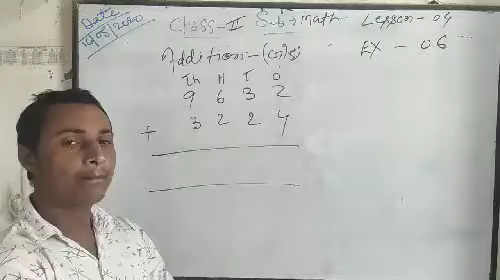 Date
14/08/2020
Class - II Sub: math Lesson - 04
Addition - EX - 06
Th H T O
9 6 3 2
+ 3 2 2 4